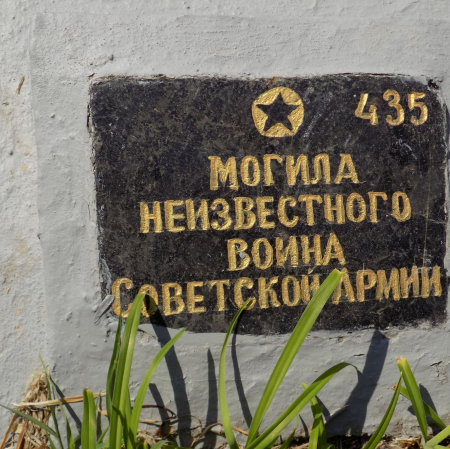 435
МОГИЛА
НЕИЗВЕСТНОГО
ВОИНА
СОВЕТСКОЙ АРМИИ